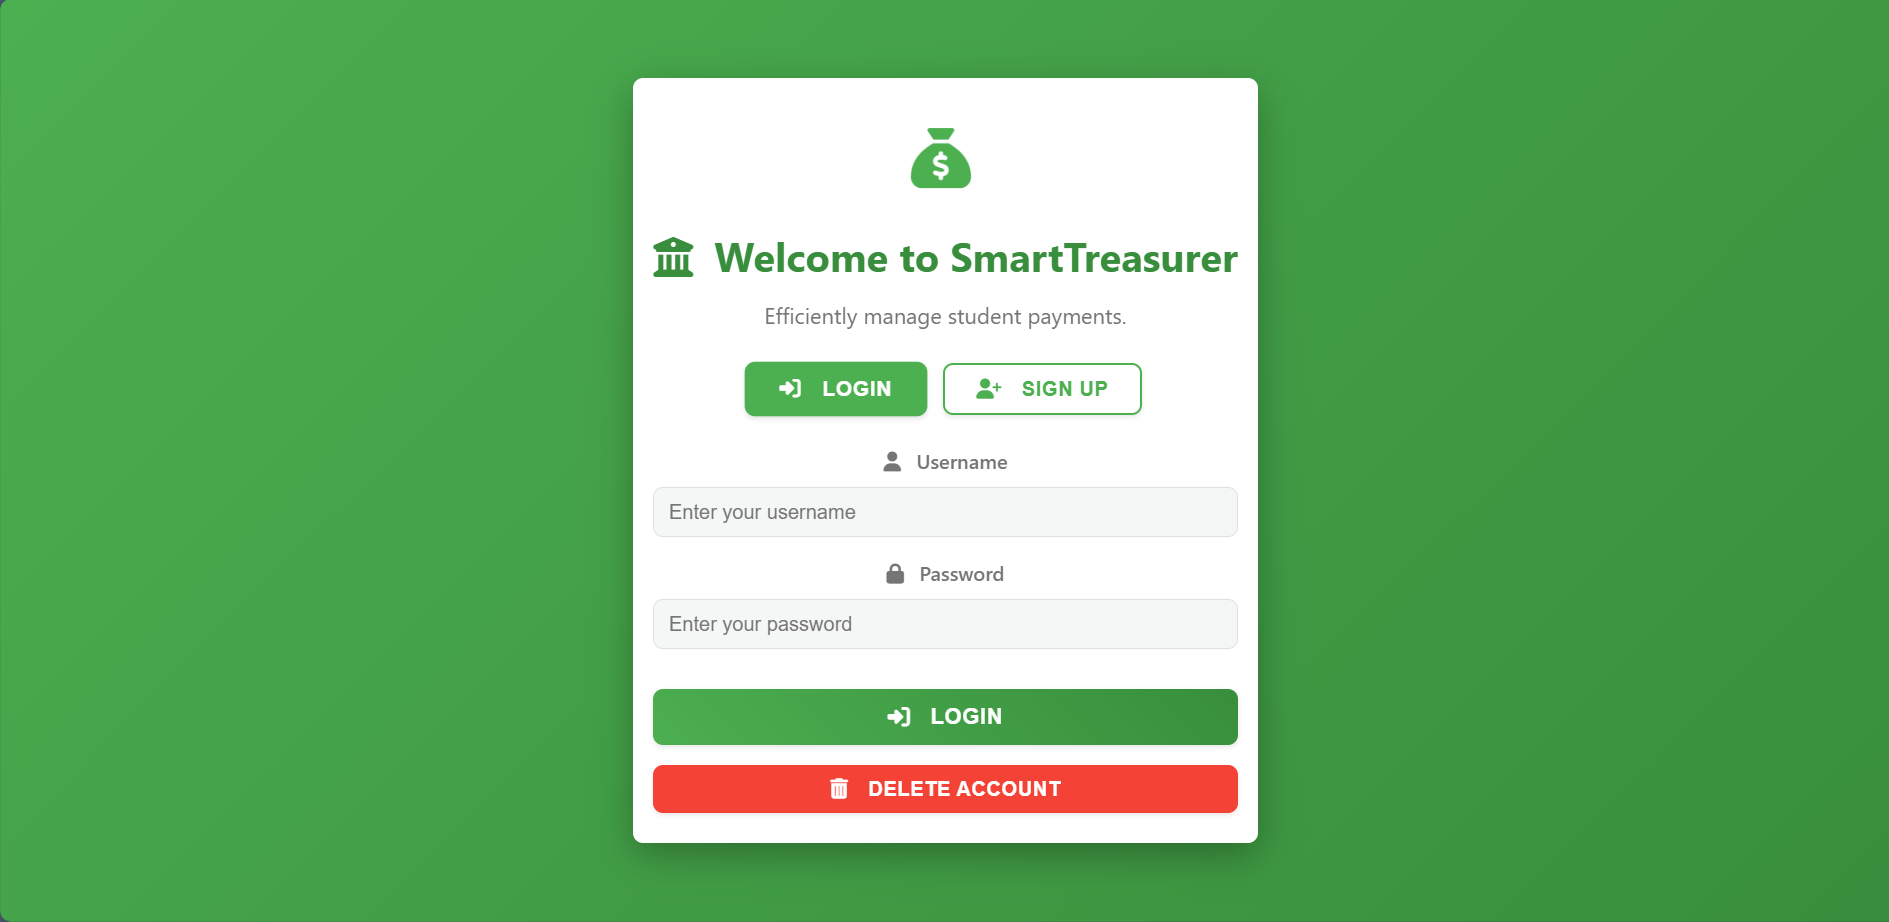 $
Welcome to SmartTreasurer
Efficiently manage student payments.
LOGIN
SIGN UP
Username
Enter your username
Password
Enter your password
LOGIN
DELETE ACCOUNT